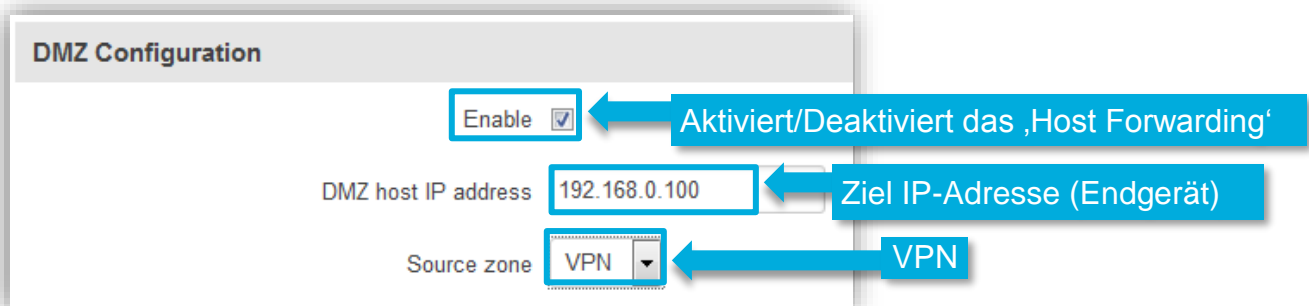 DMZ Configuration
Enable
Aktiviert/Deaktiviert das ‚Host Forwarding‘
DMZ host IP address 192.168.0.100
Ziel IP-Adresse (Endgerät)
Source zone VPN
VPN